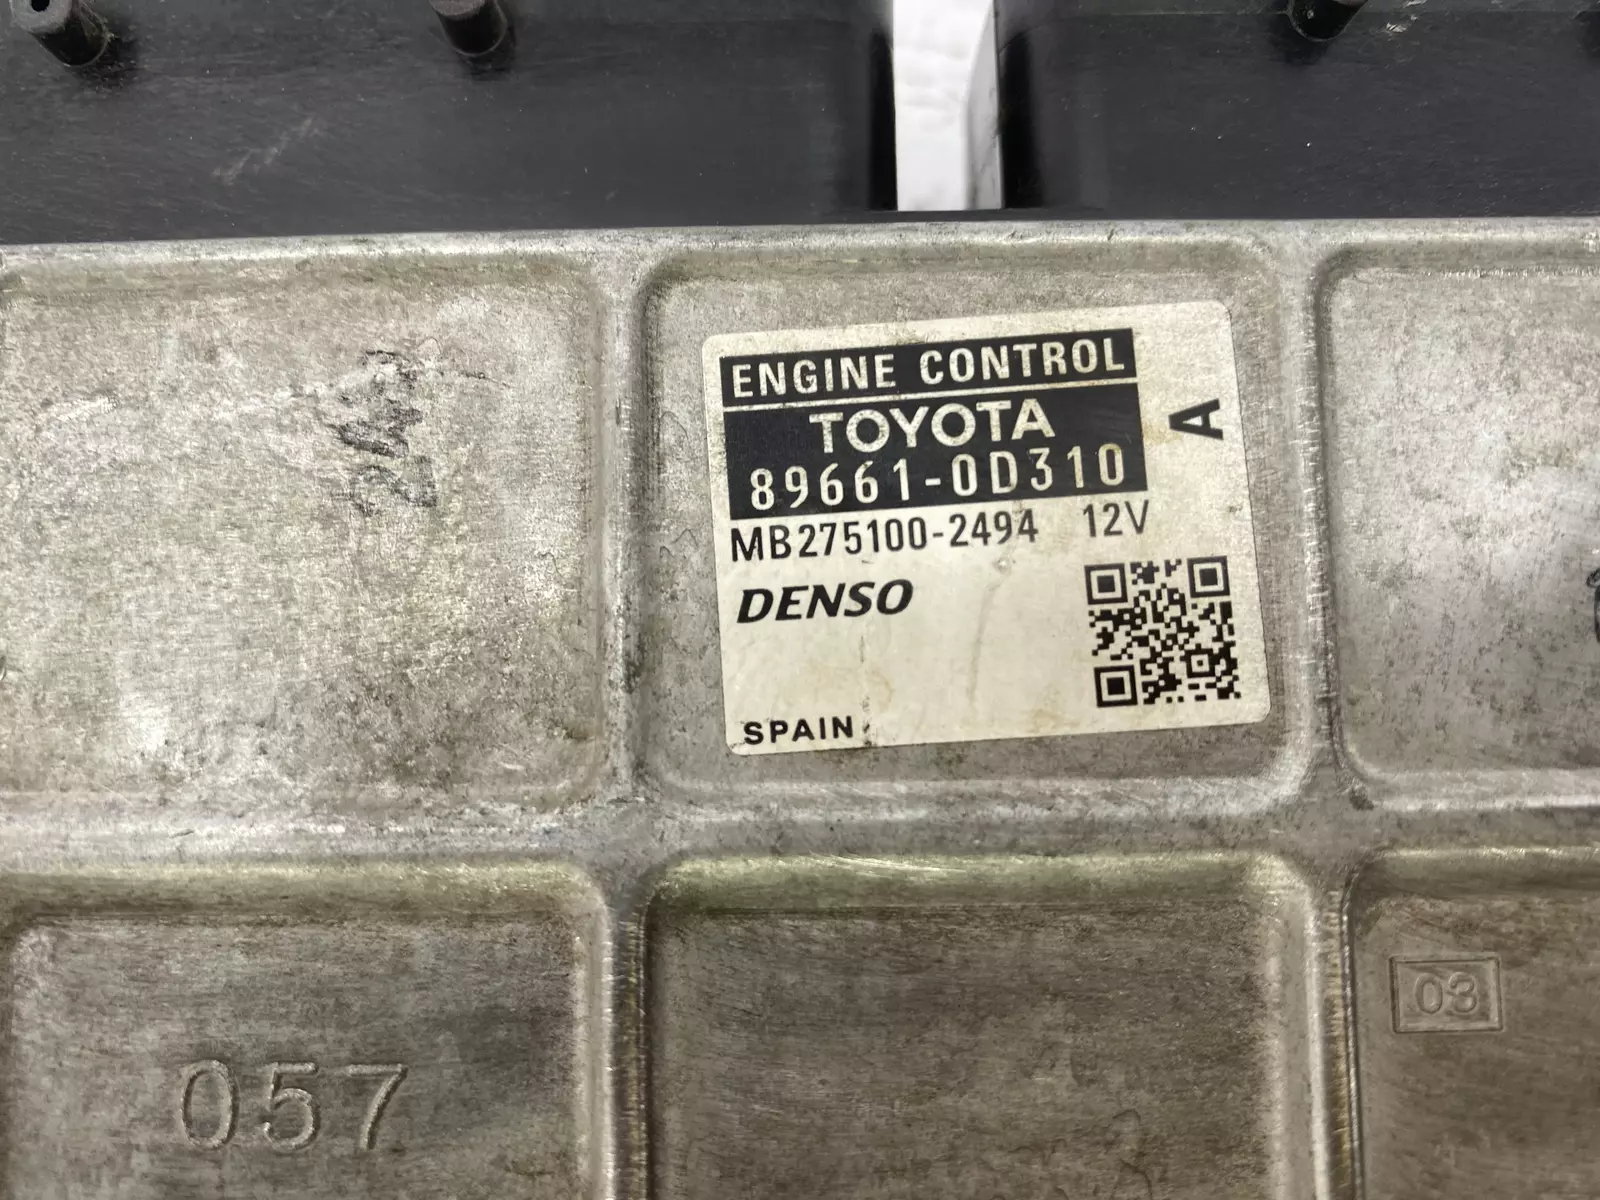 ENGINE CONTROL
TOYOTA
89661-0D310
A
MB275100-2494 12V
DENSO
SPAIN
03
057